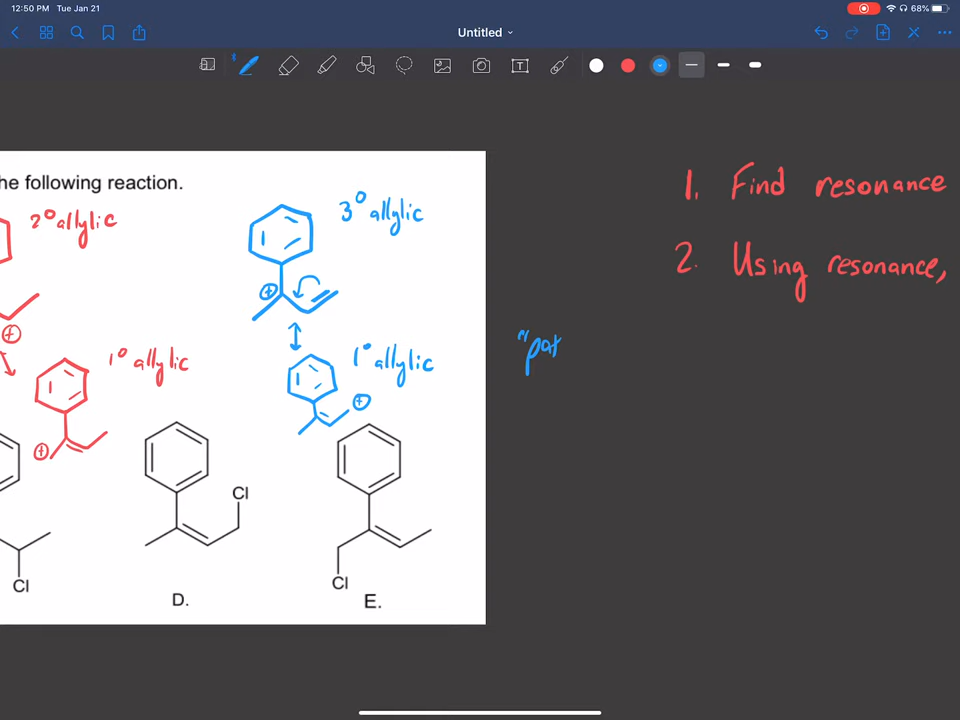 12:50 PM Tue Jan 21
68%
Untitled
T
he following reaction.
2° allylic
3° allylic
1. Find resonance
2. Using resonance,
1° allylic
1° allylic
"pat
Cl
Cl
Cl
D.
E.